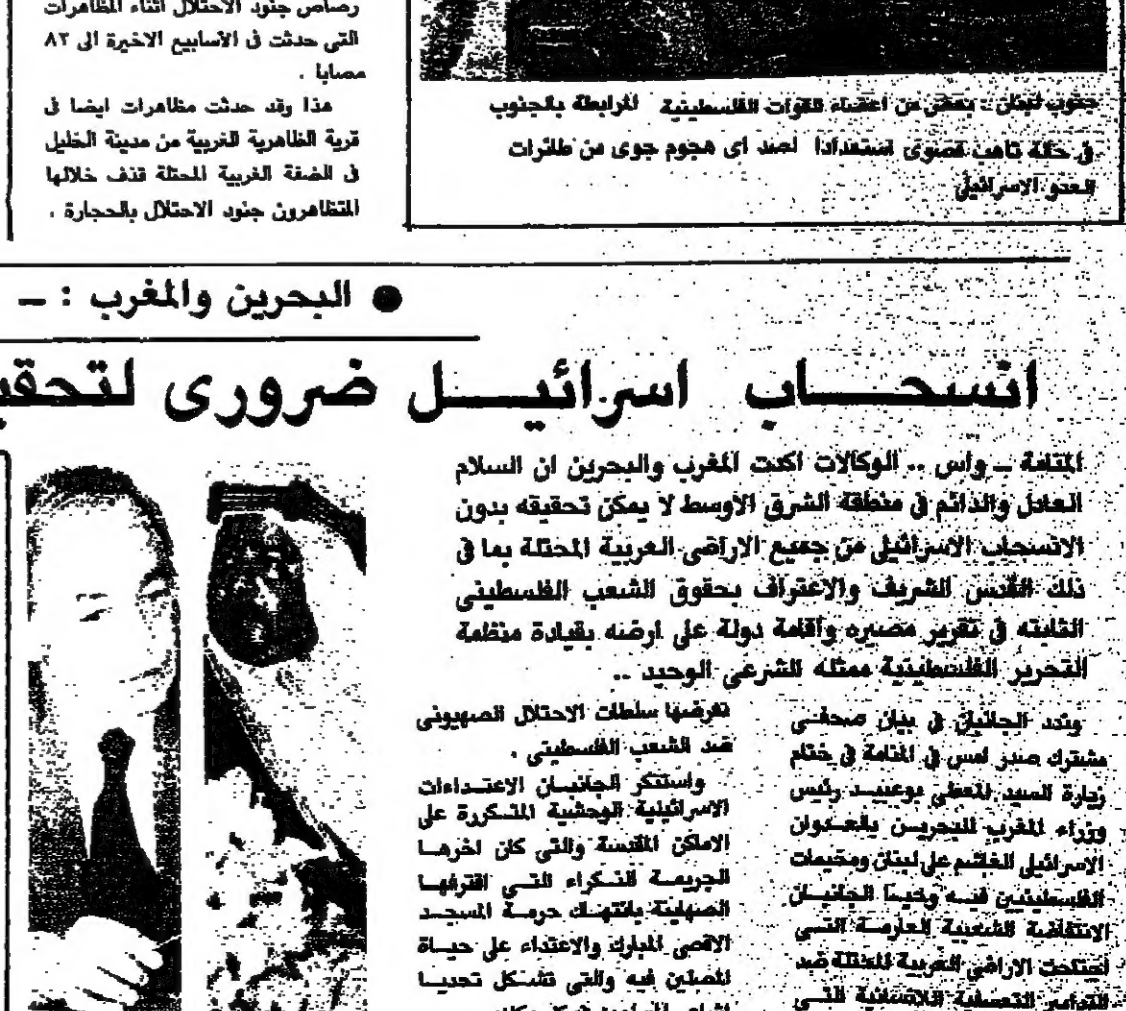 رصاص جنود الاحتلال اثناء المظاهرات
التى حدثت فى الاسابيع الاخيرة الى ٨٢
مصابا .
هذا وقد حدثت مظاهرات ايضا فى
قرية الظاهرية الغربية من مدينة الخليل
فى الضفة الغربية المحتلة قذف خلالها
المتظاهرون جنود الاحتلال بالحجارة .
جنوب لبنان - بعض من اعضاء القوات الفلسطينية المرابطة بالجنوب
فى حالة تاهب قصوى استعدادا لصد اى هجوم جوى من طائرات
العدو الاسرائيلى
● البحرين والمغرب : ـ
انسحاب اسرائيل ضرورى لتحقيـ
المنامة ـ واس .. الوكالات اكدت المغرب والبحرين ان السلام
العادل والدائم فى منطقة الشرق الاوسط لا يمكن تحقيقه بدون
الانسحاب الاسرائيلى من جميع الاراضى العربية المحتلة بما فى
ذلك القدس الشريف والاعتراف بحقوق الشعب الفلسطينى
الثابته فى تقرير مصيره واقامة دولة على ارضه بقيادة منظمة
التحرير الفلسطينية ممثله الشرعى الوحيد ..
وندد الجانبان فى بيان صحفى
مشترك صدر امس فى المنامة فى ختام
زيارة السيد المعطى بوعبيد رئيس
وزراء المغرب للبحرين بالعدوان
الاسرائيلى الغاشم على لبنان ومخيمات
الفلسطينيين فيه وحيا الجانبان
الانتفاضة الشعبية العارمة التى
اجتاحت الاراضى العربية المحتلة ضد
التدابير التعسفية اللاانسانية التى
تفرضها سلطات الاحتلال الصهيونى
ضد الشعب الفلسطينى .
واستنكر الجانبان الاعتداءات
الاسرائيلية الوحشية المتكررة على
الاماكن المقدسة والتى كان اخرها
الجريمة النكراء التى اقترفها
الصهاينة بانتهاك حرمة المسجد
الاقصى المبارك والاعتداء على حياة
المصلين فيه والتى تشكل تحديا